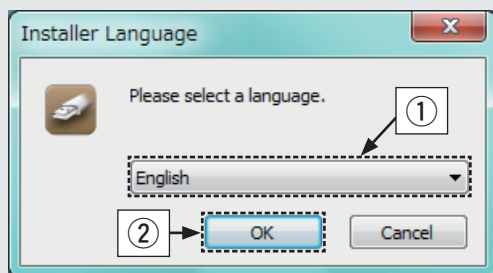 Installer Language
Please select a language.
①
English
②
OK
Cancel